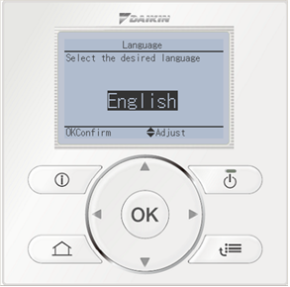 DAIKIN
Language
Select the desired language
English
OKConfirm ◆Adjust
OK